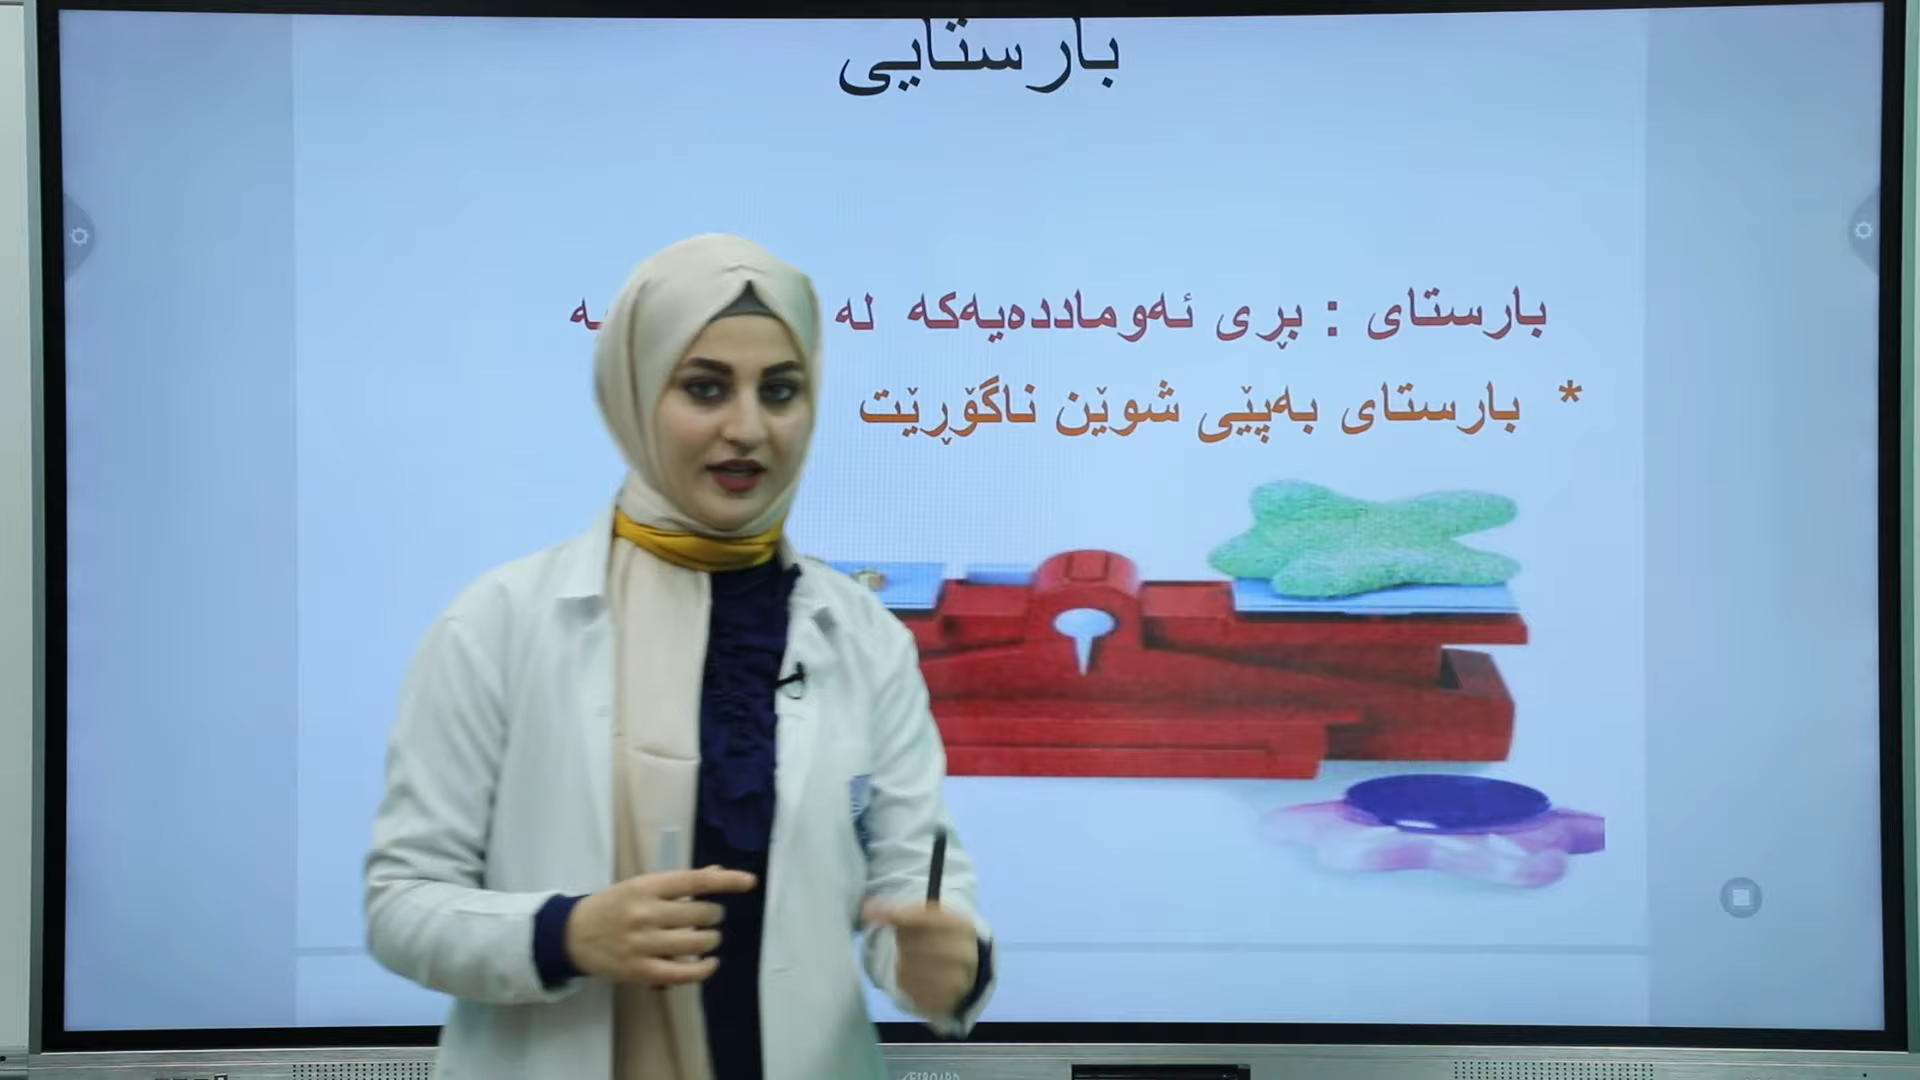 بارستایی
بارستای : بڕی ئەوماددەیەکە لە
* بارستای بەپێی شوێن ناگۆڕێت